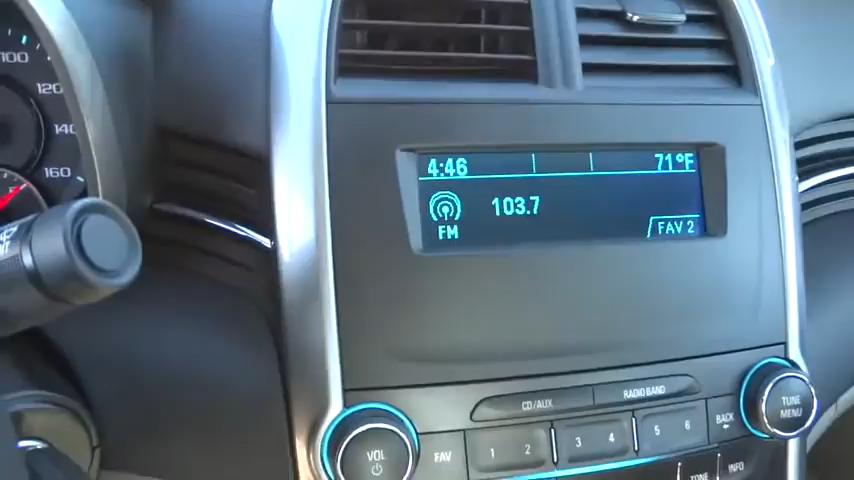 100
120
140
160
4:46
71°F
103.7
FM
FAV 2
CD/AUX
RADIO BAND
TUNE
MENU
BACK
VOL
FAV
1 2
3 4
5 6
TONE
INFO